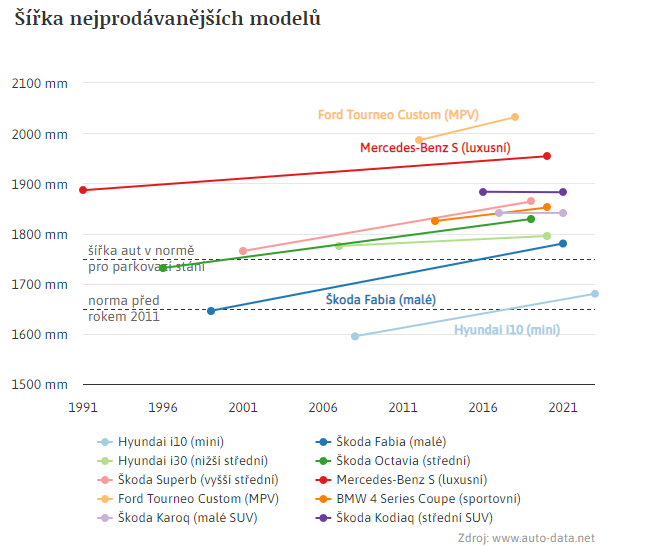 Šířka nejprodávanějších modelů
2100 mm
2000 mm
1900 mm
1800 mm
1700 mm
1600 mm
1500 mm
Ford Tourneo Custom (MPV)
Mercedes-Benz S (luxusní)
šířka aut v normě
pro parkovací stání
norma před
rokem 2011
Škoda Fabia (malé)
Hyundai i10 (mini)
1991 1996 2001 2006 2011 2016 2021
Hyundai i10 (mini) Škoda Fabia (malé)
Hyundai i30 (nižší střední) Škoda Octavia (střední)
Škoda Superb (vyšší střední) Mercedes-Benz S (luxusní)
Ford Tourneo Custom (MPV) BMW 4 Series Coupe (sportovní)
Škoda Karoq (malé SUV) Škoda Kodiaq (střední SUV)
Zdroj: www.auto-data.net